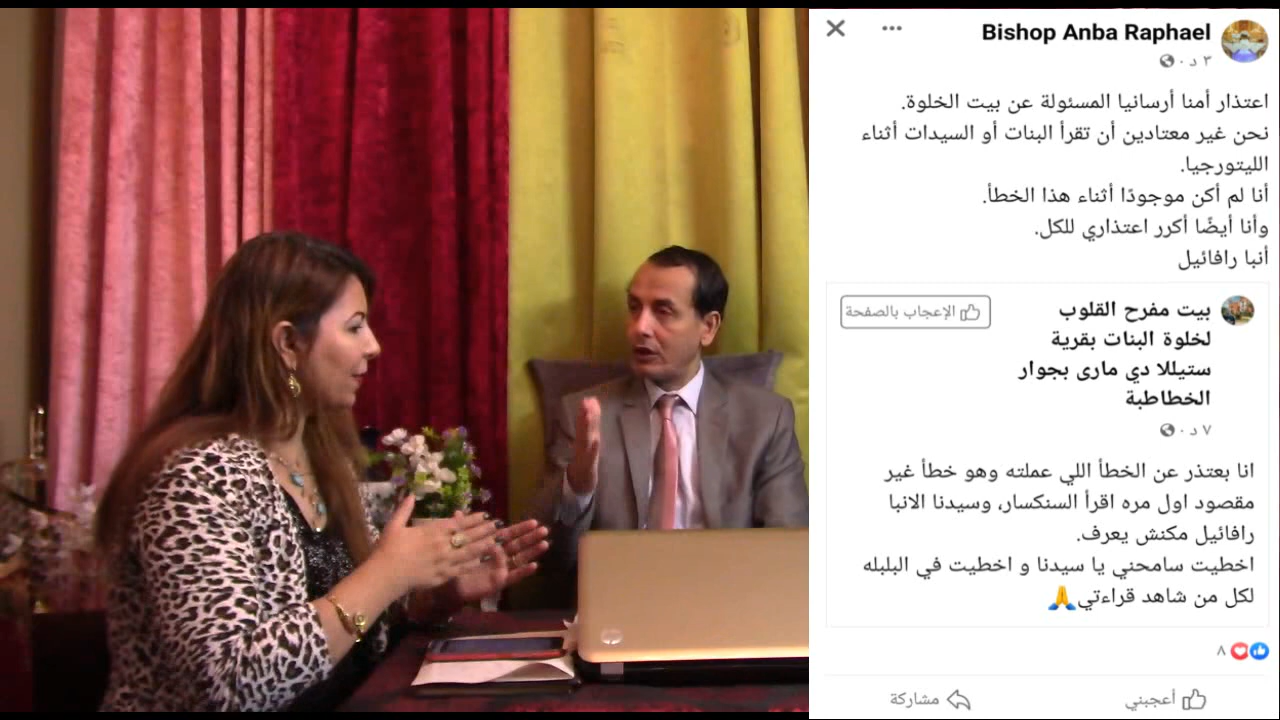 Bishop Anba Raphael
٣ د ·
اعتذار أمنا أرسانيا المسئولة عن بيت الخلوة.
نحن غير معتادين أن تقرأ البنات أو السيدات أثناء
الليتورجيا.
أنا لم أكن موجودًا أثناء هذا الخطأ.
وأنا أيضًا أكرر اعتذاري للكل.
أنبا رافائيل
بيت مفرح القلوب
لخلوة البنات بقرية
ستيللا دي مارى بجوار
الخطاطبة
الإعجاب بالصفحة
٧ د ·
انا بعتذر عن الخطأ اللي عملته وهو خطأ غير
مقصود اول مره اقرأ السنكسار، وسيدنا الانبا
رافائيل مكنش يعرف.
اخطيت سامحني يا سيدنا و اخطيت في البلبله
لكل من شاهد قراءتي🙏
٨
أعجبني
مشاركة
hp